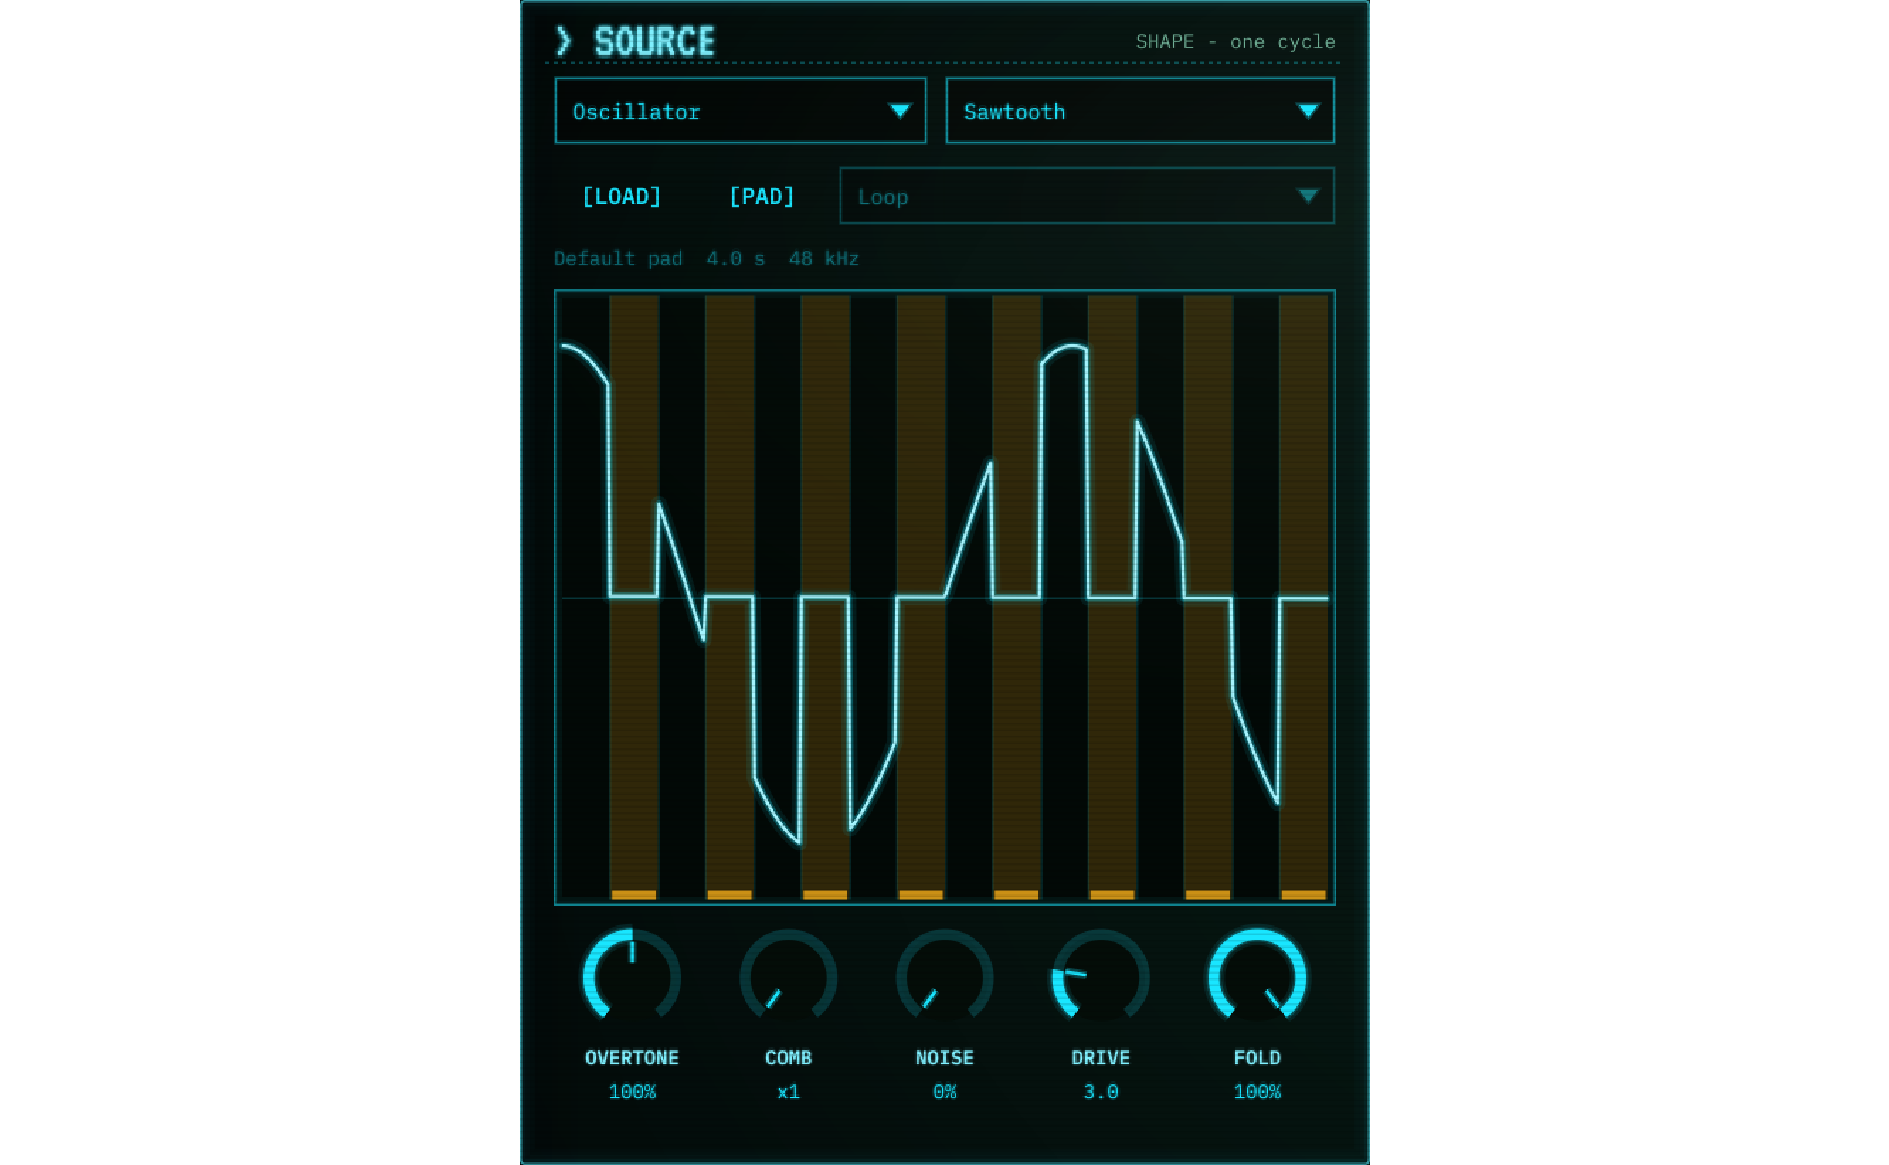 ❯ SOURCE SHAPE - one cycle
Oscillator Sawtooth
[LOAD] [PAD] Loop
Default pad 4.0 s 48 kHz
OVERTONE COMB NOISE DRIVE FOLD
100% x1 0% 3.0 100%